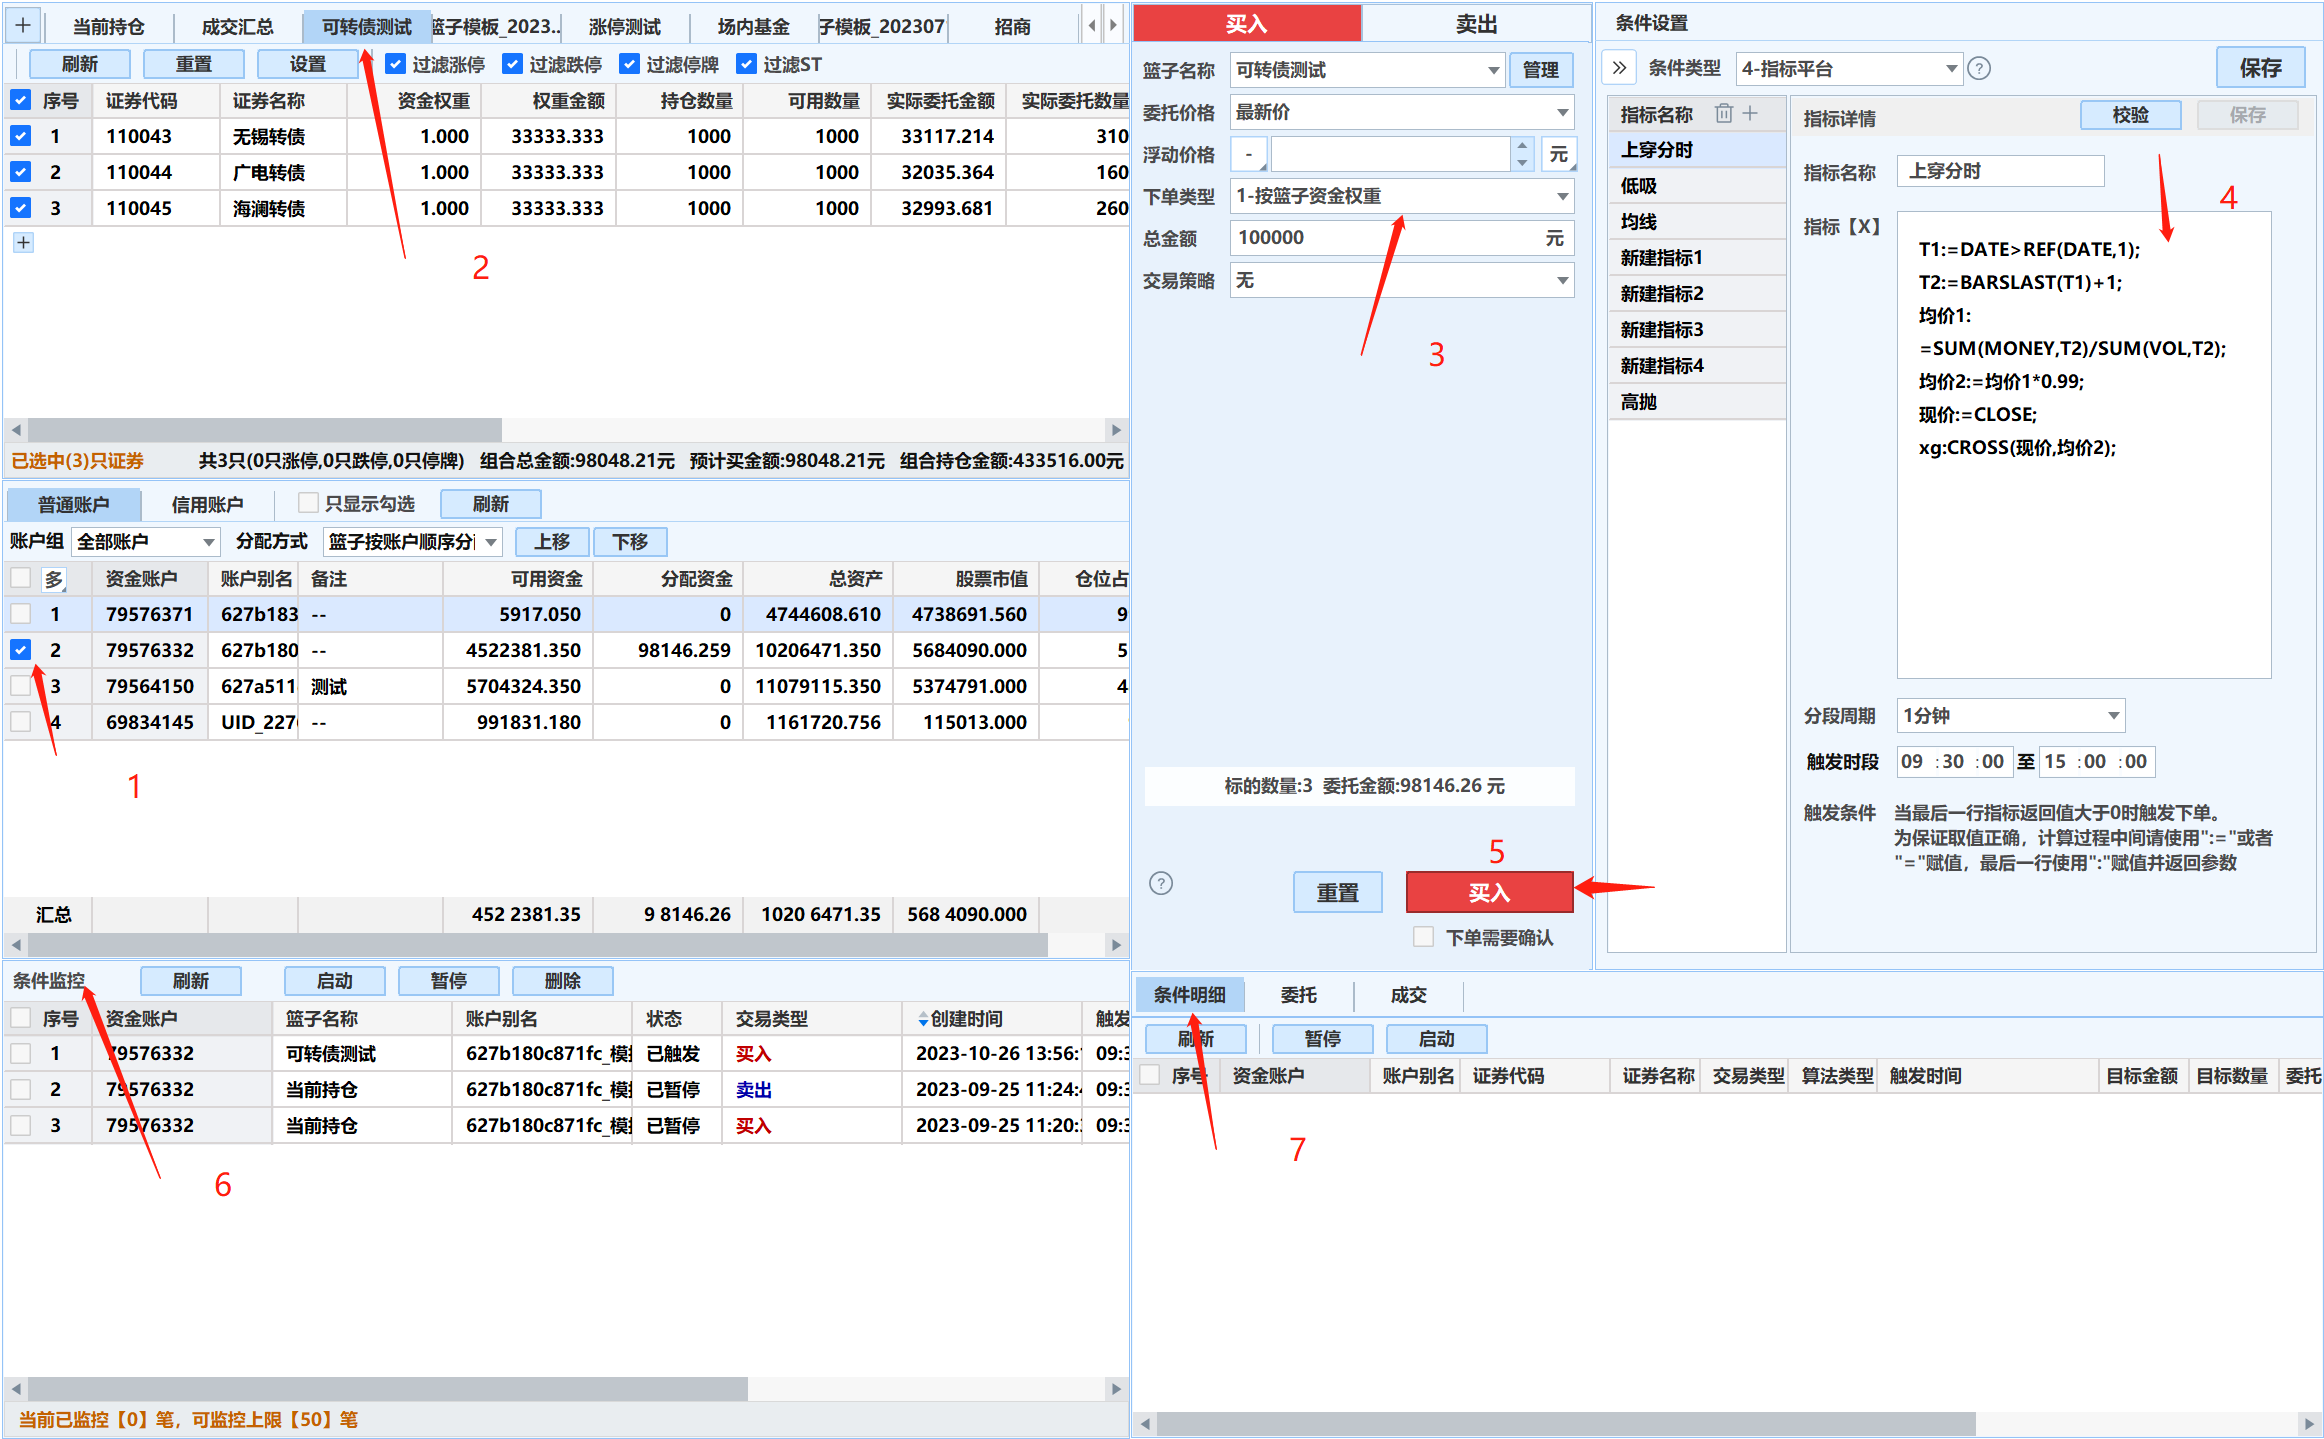 当前持仓 成交汇总 可转债测试 篮子模板_2023.. 涨停测试 场内基金 子模板_202307 招商
刷新 重置 设置 过滤涨停 过滤跌停 过滤停牌 过滤ST
序号 证券代码 证券名称 资金权重 权重金额 持仓数量 可用数量 实际委托金额 实际委托数量
1 110043 无锡转债 1.000 33333.333 1000 1000 33117.214 310
2 110044 广电转债 1.000 33333.333 1000 1000 32035.364 160
3 110045 海澜转债 1.000 33333.333 1000 1000 32993.681 260
2
已选中(3)只证券 共3只(0只涨停,0只跌停,0只停牌) 组合总金额:98048.21元 预计买金额:98048.21元 组合持仓金额:433516.00元
普通账户 信用账户 只显示勾选 刷新
账户组 全部账户 分配方式 篮子按账户顺序分 上移 下移
多 资金账户 账户别名 备注 可用资金 分配资金 总资产 股票市值 仓位占
1 79576371 627b183 -- 5917.050 0 4744608.610 4738691.560 9
2 79576332 627b180 -- 4522381.350 98146.259 10206471.350 5684090.000 5
3 79564150 627a511 测试 5704324.350 0 11079115.350 5374791.000 4
4 69834145 UID_227 -- 991831.180 0 1161720.756 115013.000
1
汇总 452 2381.35 9 8146.26 1020 6471.35 568 4090.000
条件监控 刷新 启动 暂停 删除
序号 资金账户 篮子名称 账户别名 状态 交易类型 创建时间 触发
1 79576332 可转债测试 627b180c871fc_模 已触发 买入 2023-10-26 13:56: 09:3
2 79576332 当前持仓 627b180c871fc_模 已暂停 卖出 2023-09-25 11:24: 09:3
3 79576332 当前持仓 627b180c871fc_模 已暂停 买入 2023-09-25 11:20: 09:3
6
当前已监控【0】笔，可监控上限【50】笔
买入 卖出
篮子名称 可转债测试 管理
委托价格 最新价
浮动价格 - 元
下单类型 1-按篮子资金权重
总金额 100000 元
交易策略 无
3
标的数量:3 委托金额:98146.26 元
5
? 重置 买入
下单需要确认
条件设置
条件类型 4-指标平台 ? 保存
指标名称
上穿分时
低吸
均线
新建指标1
新建指标2
新建指标3
新建指标4
高抛
指标详情 校验 保存
指标名称 上穿分时
4
指标【X】
T1:=DATE>REF(DATE,1);
T2:=BARSLAST(T1)+1;
均价1:
=SUM(MONEY,T2)/SUM(VOL,T2);
均价2:=均价1*0.99;
现价:=CLOSE;
xg:CROSS(现价,均价2);
分段周期 1分钟
触发时段 09 :30 :00 至 15 :00 :00
触发条件 当最后一行指标返回值大于0时触发下单。
为保证取值正确，计算过程中间请使用":="或者
"="赋值，最后一行使用":"赋值并返回参数
条件明细 委托 成交
刷新 暂停 启动
序号 资金账户 账户别名 证券代码 证券名称 交易类型 算法类型 触发时间 目标金额 目标数量 委托
7